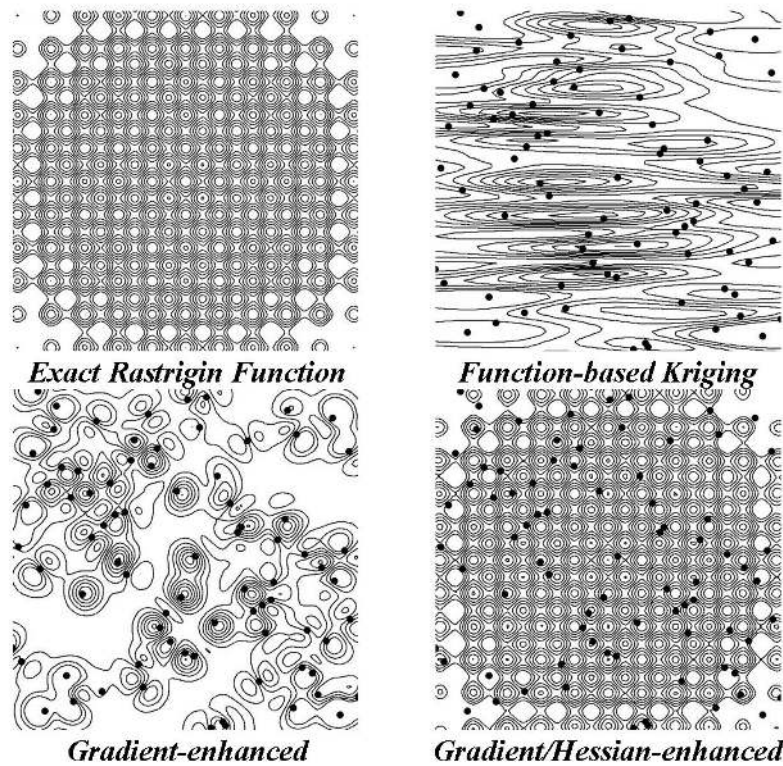 Exact Rastrigin Function
Function-based Kriging
Gradient-enhanced
Gradient/Hessian-enhanced